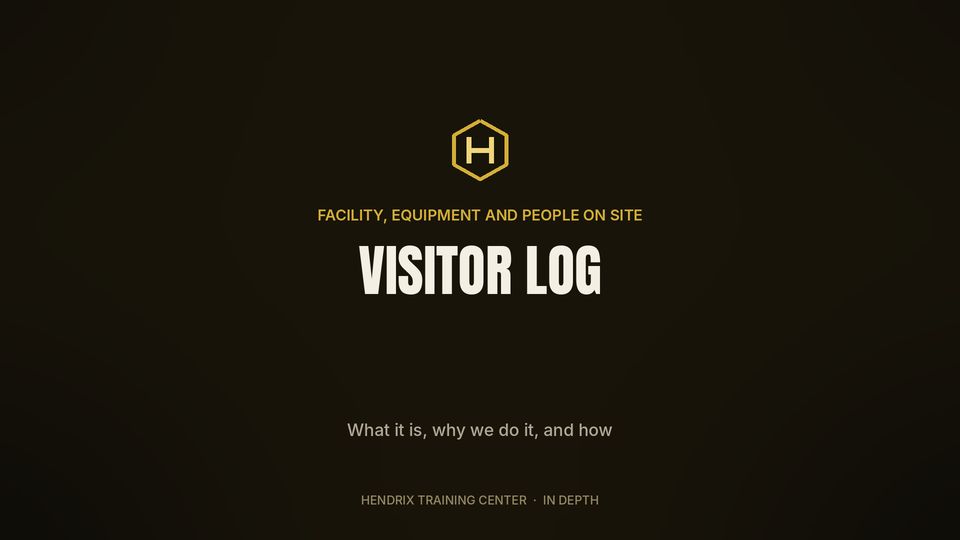 H
FACILITY, EQUIPMENT AND PEOPLE ON SITE
VISITOR LOG
What it is, why we do it, and how
HENDRIX TRAINING CENTER · IN DEPTH